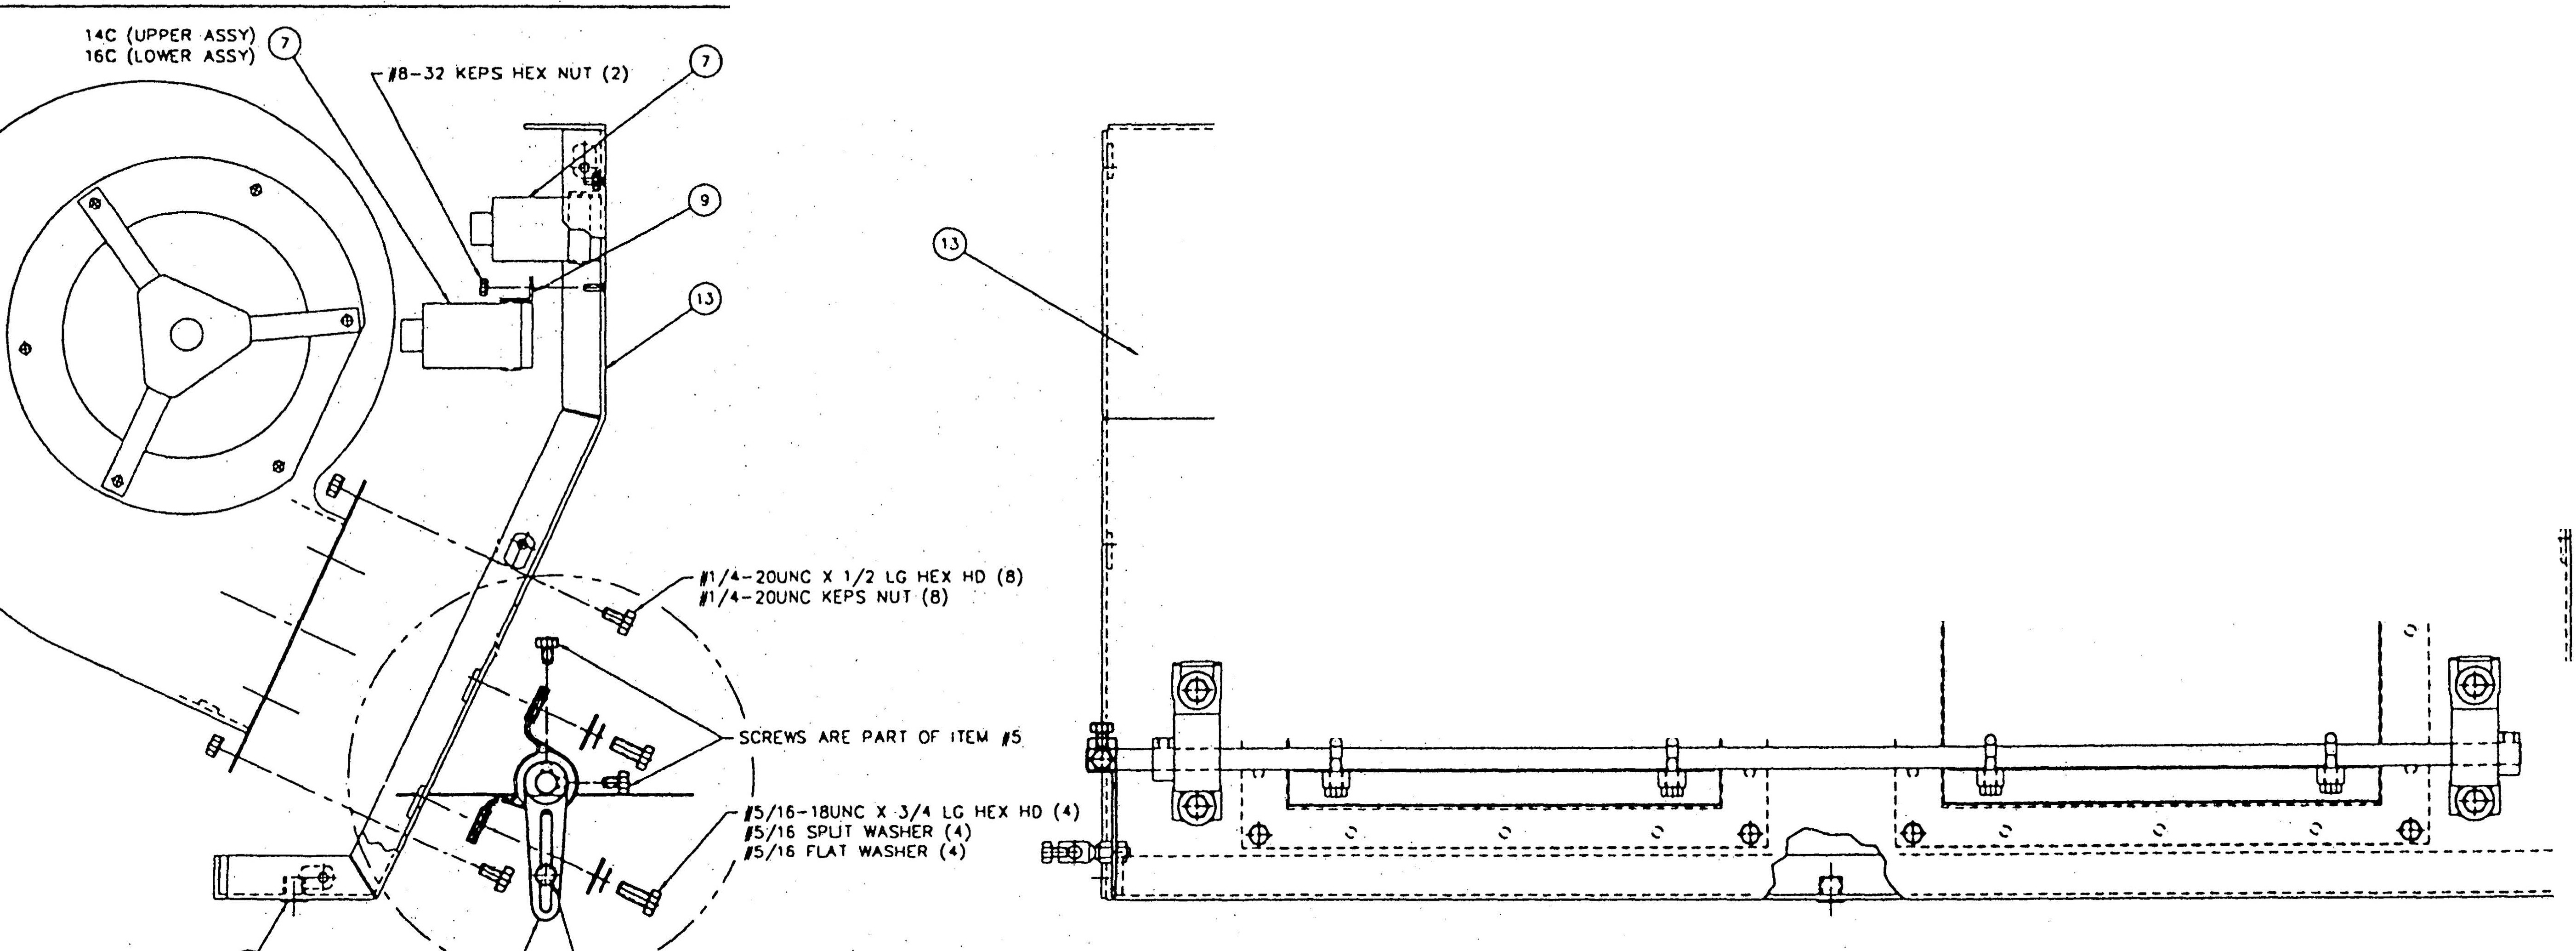 14C (UPPER ASSY)
16C (LOWER ASSY)
7
#8-32 KEPS HEX NUT (2)
7
9
13
13
#1/4-20UNC X 1/2 LG HEX HD (8)
#1/4-20UNC KEPS NUT (8)
SCREWS ARE PART OF ITEM #5
#5/16-18UNC X 3/4 LG HEX HD (4)
#5/16 SPLIT WASHER (4)
#5/16 FLAT WASHER (4)